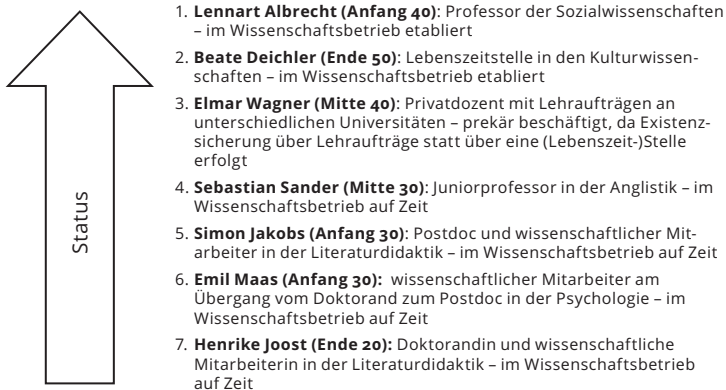 Status
1. Lennart Albrecht (Anfang 40): Professor der Sozialwissenschaften
– im Wissenschaftsbetrieb etabliert
2. Beate Deichler (Ende 50): Lebenszeitstelle in den Kulturwissen-
schaften – im Wissenschaftsbetrieb etabliert
3. Elmar Wagner (Mitte 40): Privatdozent mit Lehraufträgen an
unterschiedlichen Universitäten – prekär beschäftigt, da Existenz-
sicherung über Lehraufträge statt über eine (Lebenszeit-)Stelle
erfolgt
4. Sebastian Sander (Mitte 30): Juniorprofessor in der Anglistik – im
Wissenschaftsbetrieb auf Zeit
5. Simon Jakobs (Anfang 30): Postdoc und wissenschaftlicher Mit-
arbeiter in der Literaturdidaktik – im Wissenschaftsbetrieb auf Zeit
6. Emil Maas (Anfang 30): wissenschaftlicher Mitarbeiter am
Übergang vom Doktorand zum Postdoc in der Psychologie – im
Wissenschaftsbetrieb auf Zeit
7. Henrike Joost (Ende 20): Doktorandin und wissenschaftliche
Mitarbeiterin in der Literaturdidaktik – im Wissenschaftsbetrieb
auf Zeit